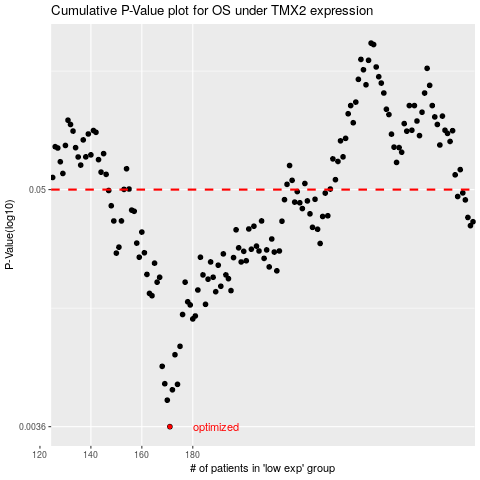 Cumulative P-Value plot for OS under TMX2 expression
P-Value(log10)
0.05
0.0036
optimized
120 140 160 180
# of patients in 'low exp' group